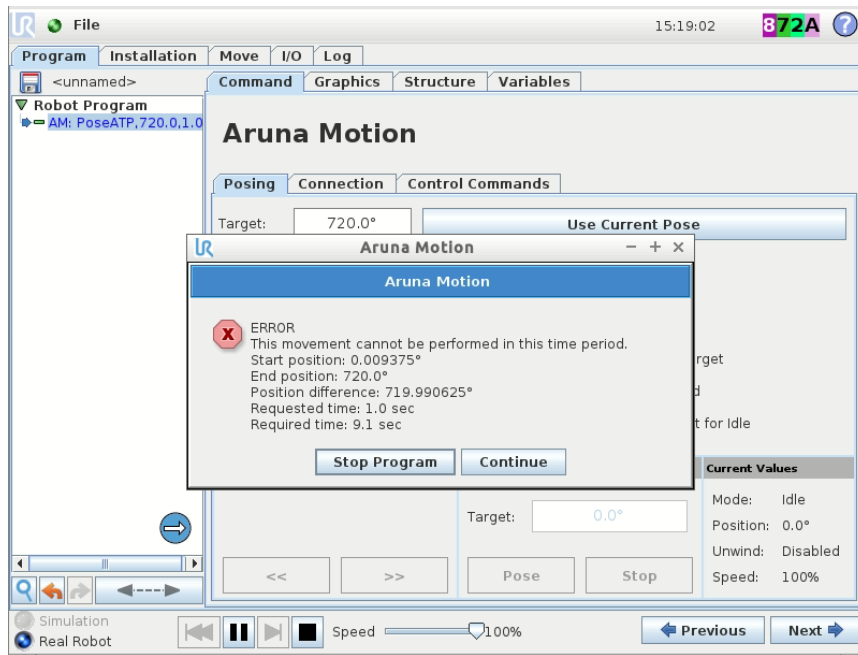 UR File 15:19:02 872A ?
Program Installation Move I/O Log
<unnamed> Command Graphics Structure Variables
Robot Program
AM: PoseATP,720.0,1.0
Aruna Motion
Posing Connection Control Commands
Target: 720.0° Use Current Pose
UR Aruna Motion
Aruna Motion
X ERROR
This movement cannot be performed in this time period.
Start position: 0.009375°
End position: 720.0°
Position difference: 719.990625°
Requested time: 1.0 sec
Required time: 9.1 sec
rget
d
t for Idle
Stop Program Continue
Current Values
Mode: Idle
Target: 0.0°
Position: 0.0°
Unwind: Disabled
<< >> Pose Stop Speed: 100%
Simulation
Real Robot
Speed 100% Previous Next